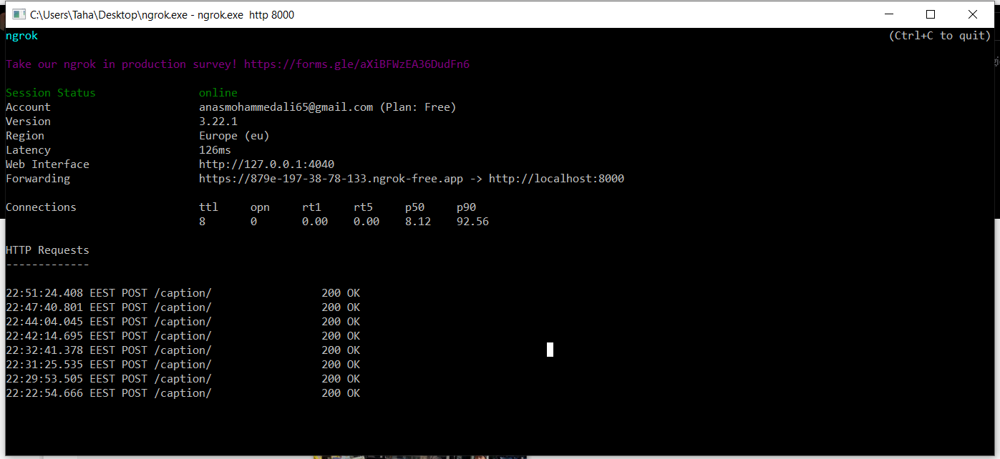 C:\Users\Taha\Desktop\ngrok.exe - ngrok.exe  http 8000
ngrok (Ctrl+C to quit)
Take our ngrok in production survey! https://forms.gle/aXiBFWzEA36DudFn6
Session Status online
Account anasmohammedali65@gmail.com (Plan: Free)
Version 3.22.1
Region Europe (eu)
Latency 126ms
Web Interface http://127.0.0.1:4040
Forwarding https://879e-197-38-78-133.ngrok-free.app -> http://localhost:8000
Connections ttl opn rt1 rt5 p50 p90
8 0 0.00 0.00 8.12 92.56
HTTP Requests
-------------
22:51:24.408 EEST POST /caption/ 200 OK
22:47:40.801 EEST POST /caption/ 200 OK
22:44:04.045 EEST POST /caption/ 200 OK
22:42:14.695 EEST POST /caption/ 200 OK
22:32:41.378 EEST POST /caption/ 200 OK
22:31:25.535 EEST POST /caption/ 200 OK
22:29:53.505 EEST POST /caption/ 200 OK
22:22:54.666 EEST POST /caption/ 200 OK